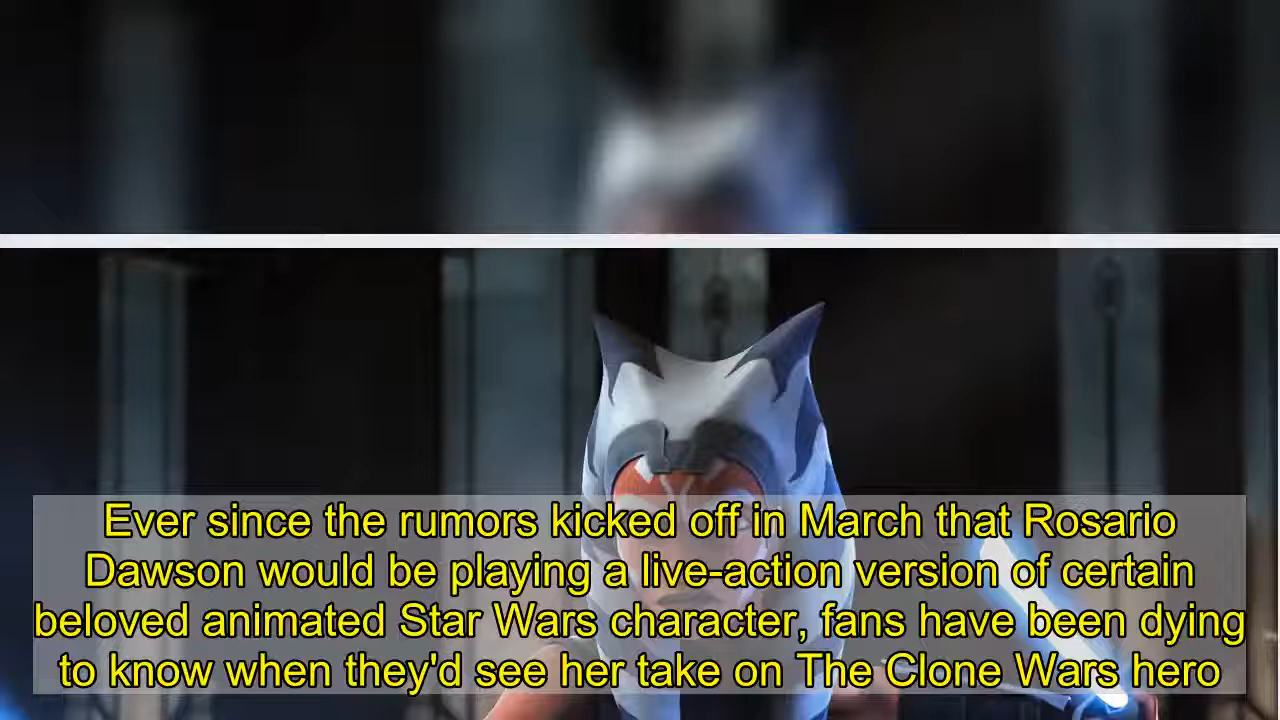 Ever since the rumors kicked off in March that Rosario
Dawson would be playing a live-action version of certain
beloved animated Star Wars character, fans have been dying
to know when they'd see her take on The Clone Wars hero